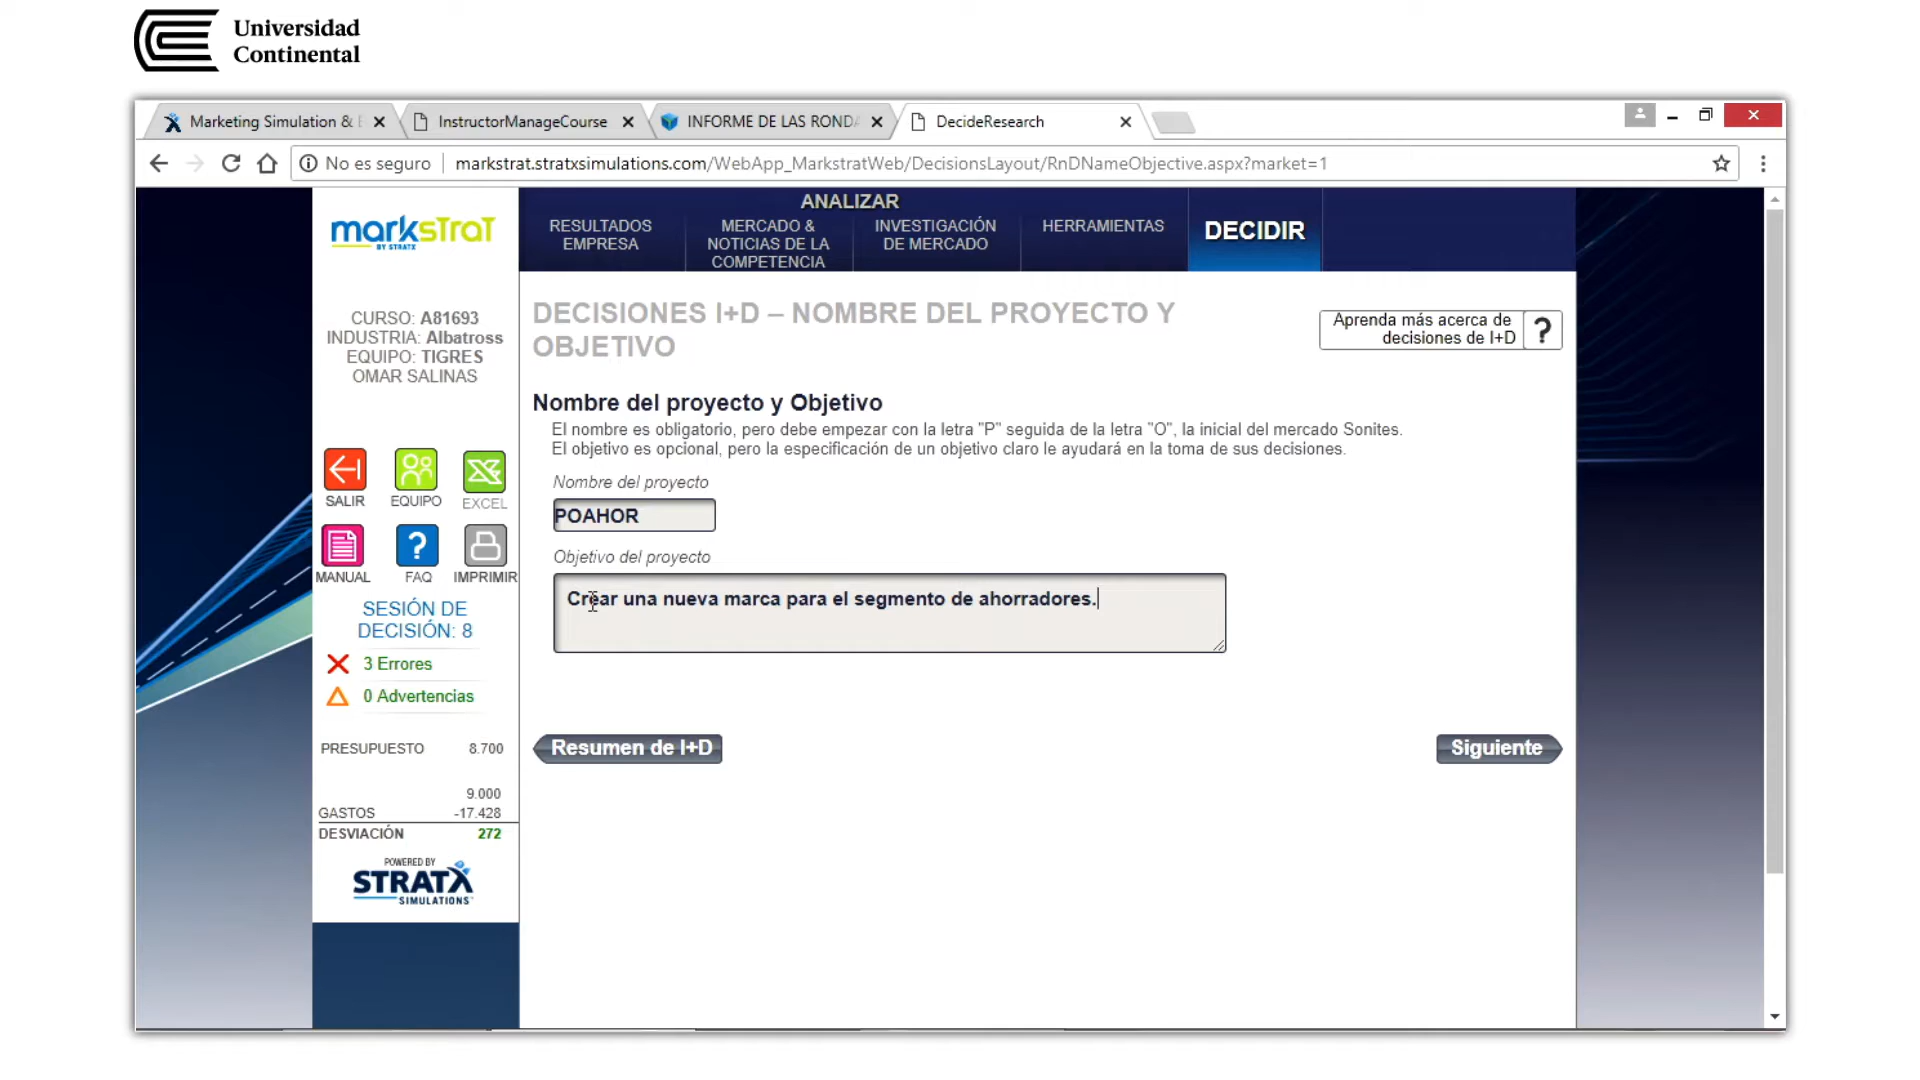 Universidad
Continental
Marketing Simulation &
InstructorManageCourse
INFORME DE LAS RONDA
DecideResearch
No es seguro
markstrat.stratxsimulations.com/WebApp_MarkstratWeb/DecisionsLayout/RnDNameObjective.aspx?market=1
markstrat
BY STRATX
ANALIZAR
RESULTADOS
EMPRESA
MERCADO &
NOTICIAS DE LA
COMPETENCIA
INVESTIGACIÓN
DE MERCADO
HERRAMIENTAS
DECIDIR
CURSO: A81693
INDUSTRIA: Albatross
EQUIPO: TIGRES
OMAR SALINAS
SALIR
EQUIPO
EXCEL
MANUAL
FAQ
IMPRIMIR
SESIÓN DE
DECISIÓN: 8
3 Errores
0 Advertencias
PRESUPUESTO 8.700
9.000
GASTOS -17.428
DESVIACIÓN 272
POWERED BY
STRATX
SIMULATIONS
DECISIONES I+D – NOMBRE DEL PROYECTO Y
OBJETIVO
Aprenda más acerca de
decisiones de I+D
?
Nombre del proyecto y Objetivo
El nombre es obligatorio, pero debe empezar con la letra "P" seguida de la letra "O", la inicial del mercado Sonites.
El objetivo es opcional, pero la especificación de un objetivo claro le ayudará en la toma de sus decisiones.
Nombre del proyecto
POAHOR
Objetivo del proyecto
Crear una nueva marca para el segmento de ahorradores.
Resumen de I+D
Siguiente